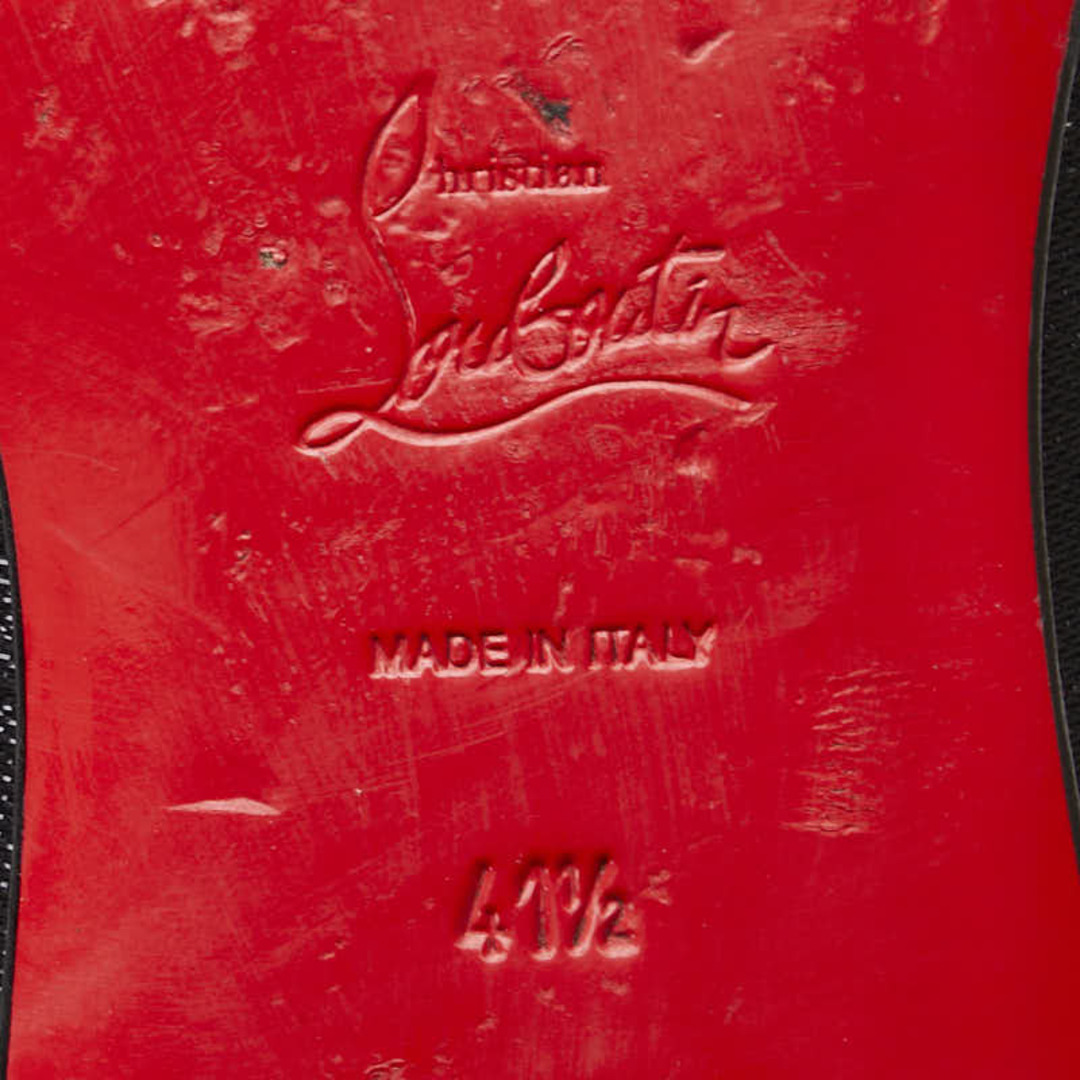 Christian
Louboutin
MADE IN ITALY
41½